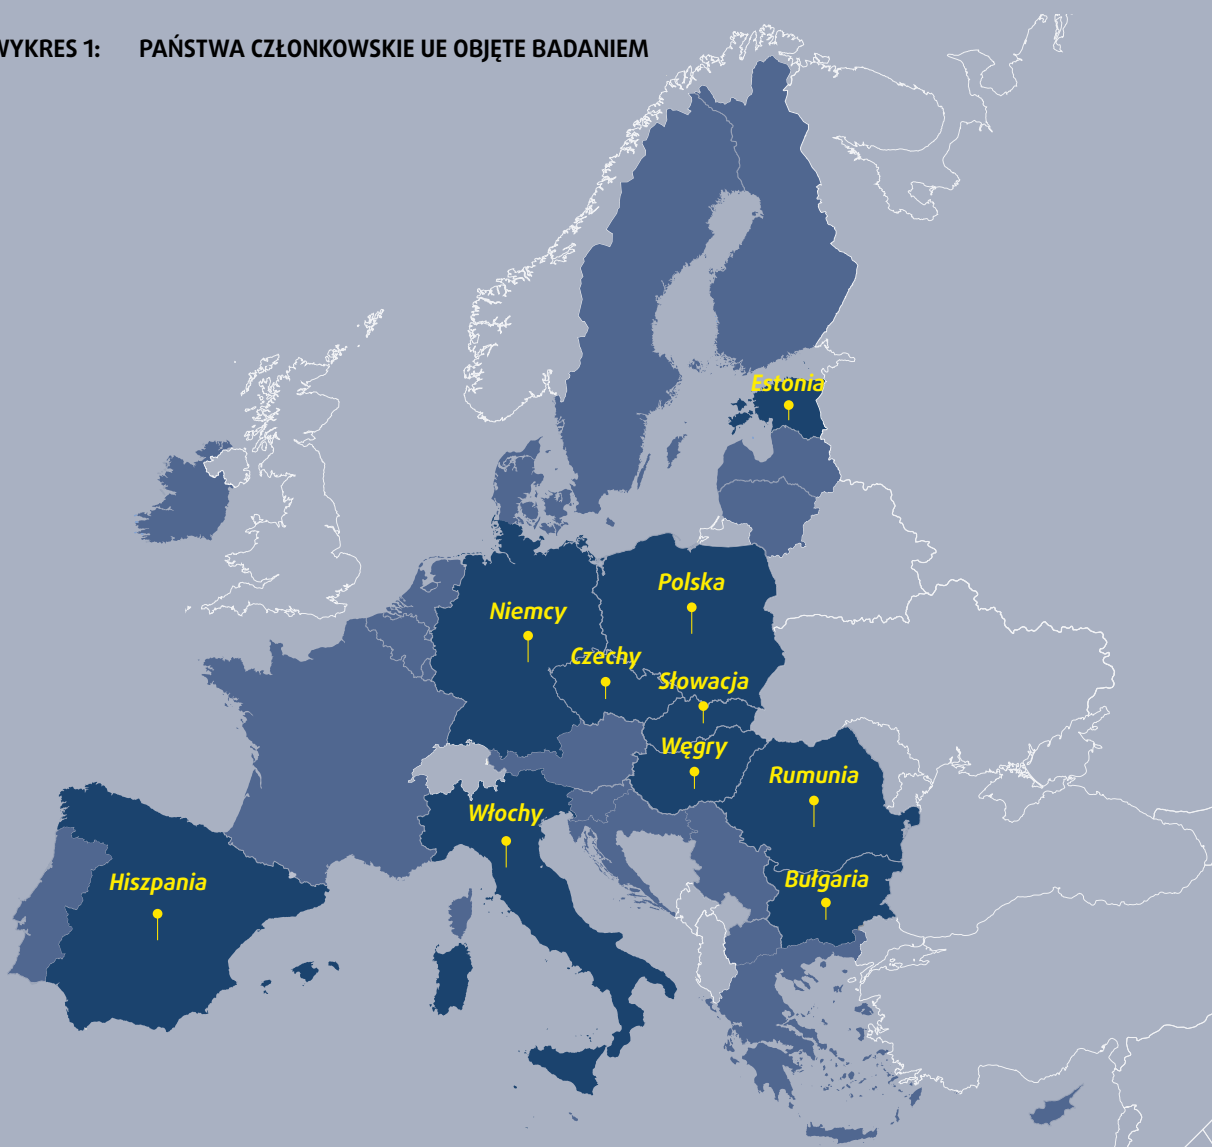 WYKRES 1: PAŃSTWA CZŁONKOWSKIE UE OBJĘTE BADANIEM
Estonia
Polska
Niemcy
Czechy
Słowacja
Węgry
Rumunia
Włochy
Hiszpania
Bułgaria